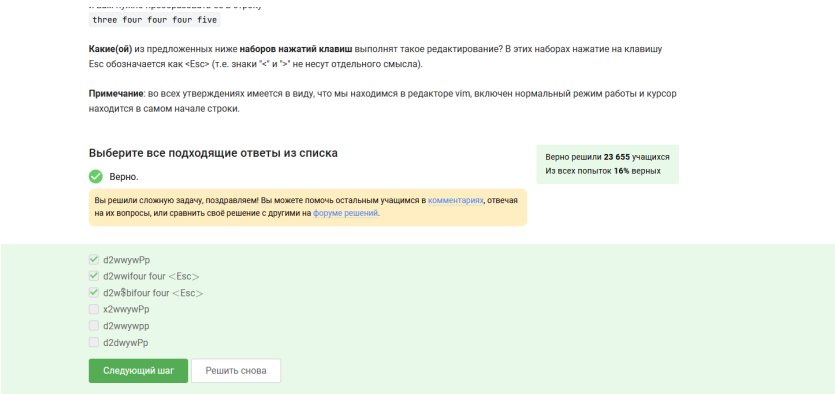 three four four four five
Какие(ой) из предложенных ниже наборов нажатий клавиш выполнят такое редактирование? В этих наборах нажатие на клавишу
Esc обозначается как <Esc> (т.е. знаки "<" и ">" не несут отдельного смысла).
Примечание: во всех утверждениях имеется в виду, что мы находимся в редакторе vim, включен нормальный режим работы и курсор
находится в самом начале строки.
Выберите все подходящие ответы из списка
Верно.
Вы решили сложную задачу, поздравляем! Вы можете помочь остальным учащимся в комментариях, отвечая
на их вопросы, или сравнить своё решение с другими на форуме решений.
Верно решили 23 655 учащихся
Из всех попыток 16% верных
d2wwywPp
d2wwifour four <Esc>
d2w$bifour four <Esc>
x2wwywPp
d2wwywpp
d2dwywPp
Следующий шаг
Решить снова